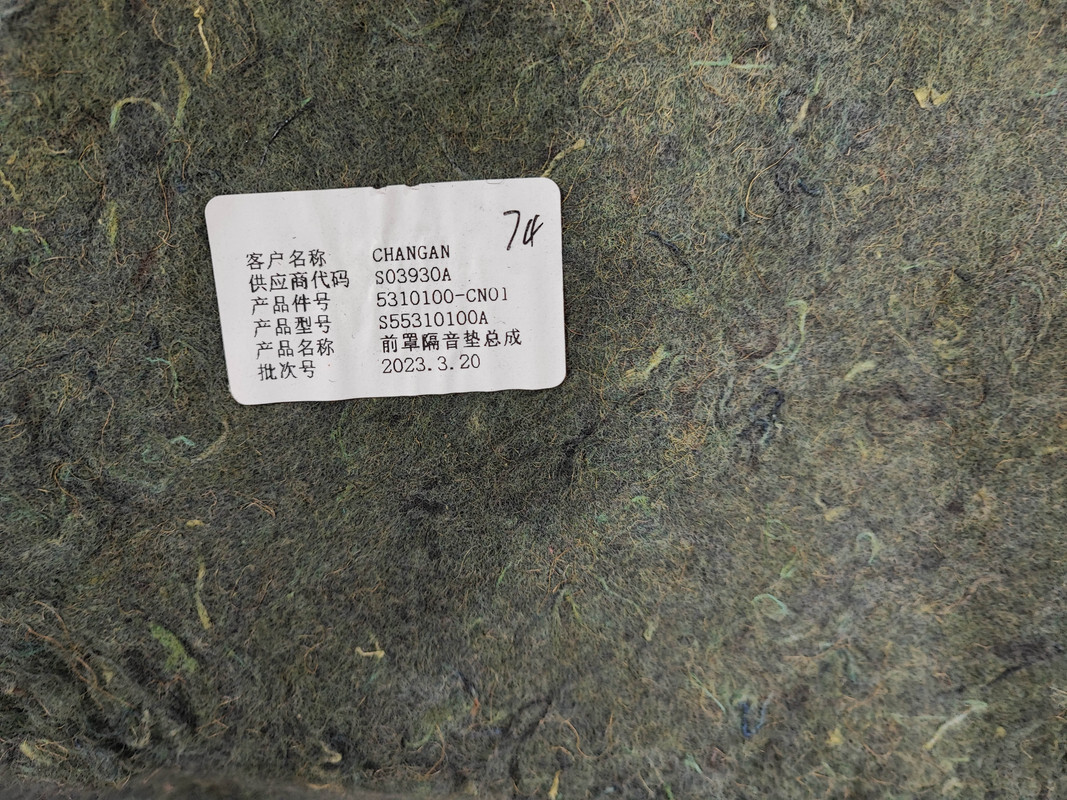 74
客户名称 CHANGAN
供应商代码 S03930A
产品件号 5310100-CN01
产品型号 S55310100A
产品名称 前罩隔音垫总成
批次号 2023.3.20